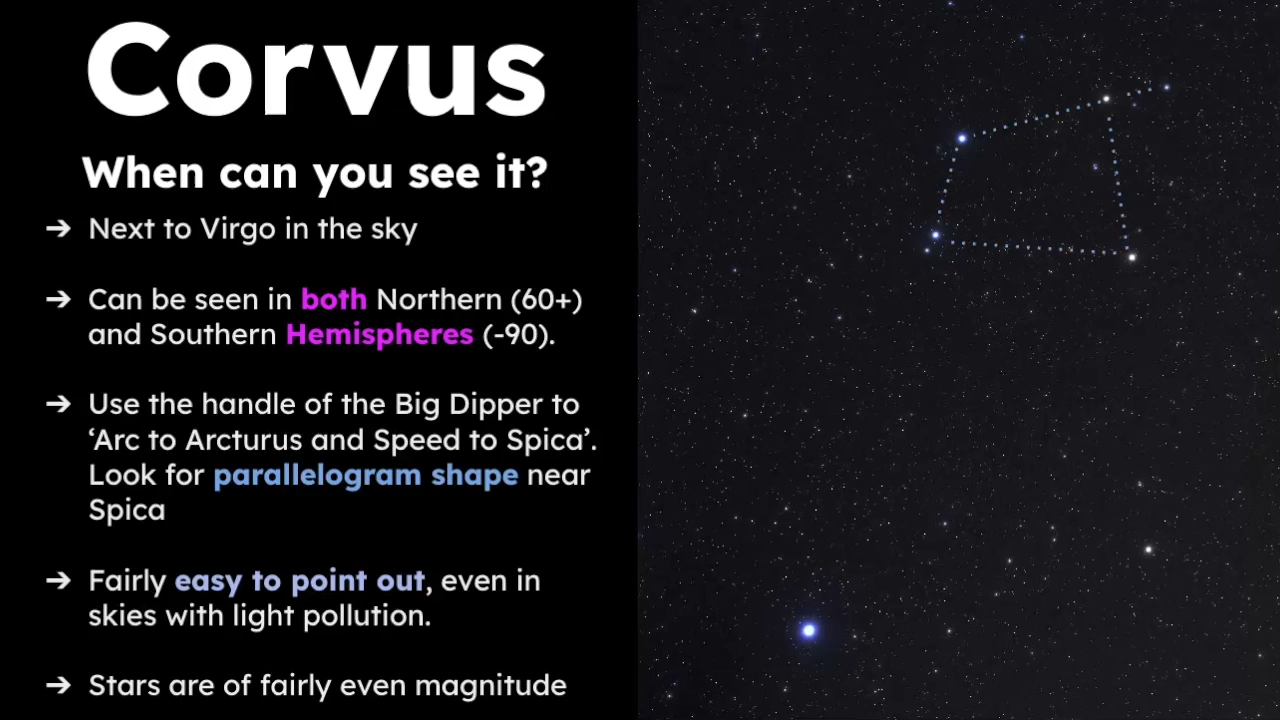 Corvus
When can you see it?
➔ Next to Virgo in the sky
➔ Can be seen in both Northern (60+)
and Southern Hemispheres (-90).
➔ Use the handle of the Big Dipper to
‘Arc to Arcturus and Speed to Spica’.
Look for parallelogram shape near
Spica
➔ Fairly easy to point out, even in
skies with light pollution.
➔ Stars are of fairly even magnitude